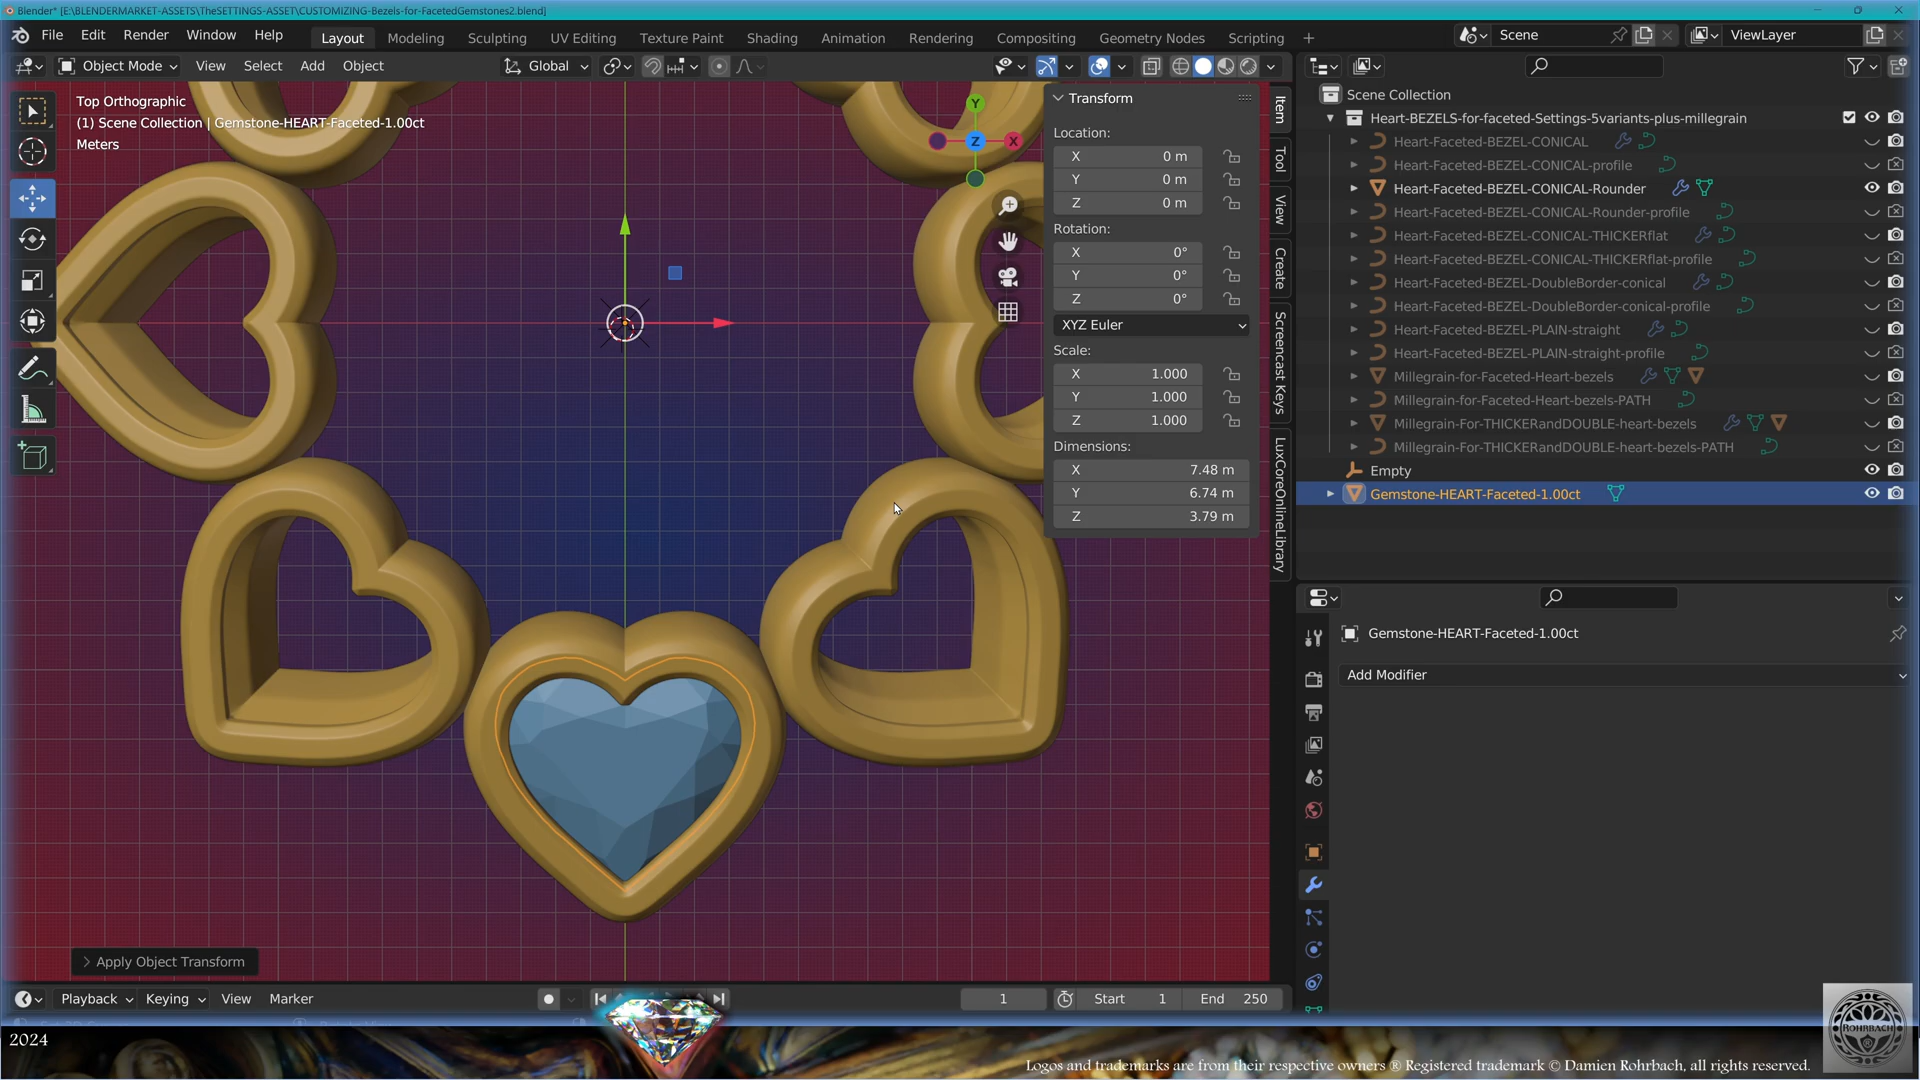 Blender* [E:\BLENDERMARKET-ASSETS\TheSETTINGS-ASSET\CUSTOMIZING-Bezels-for-FacetedGemstones2.blend]
File Edit Render Window Help
Layout Modeling Sculpting UV Editing Texture Paint Shading Animation Rendering Compositing Geometry Nodes Scripting +
Scene ViewLayer
Object Mode View Select Add Object Global
Top Orthographic
(1) Scene Collection | Gemstone-HEART-Faceted-1.00ct
Meters
Y
Z X
Transform
Location:
X 0 m
Y 0 m
Z 0 m
Rotation:
X 0°
Y 0°
Z 0°
XYZ Euler
Scale:
X 1.000
Y 1.000
Z 1.000
Dimensions:
X 7.48 m
Y 6.74 m
Z 3.79 m
Item
Tool
View
Create
Screencast Keys
LuxCoreOnlineLibrary
Scene Collection
Heart-BEZELS-for-faceted-Settings-5variants-plus-millegrain
Heart-Faceted-BEZEL-CONICAL
Heart-Faceted-BEZEL-CONICAL-profile
Heart-Faceted-BEZEL-CONICAL-Rounder
Heart-Faceted-BEZEL-CONICAL-Rounder-profile
Heart-Faceted-BEZEL-CONICAL-THICKERflat
Heart-Faceted-BEZEL-CONICAL-THICKERflat-profile
Heart-Faceted-BEZEL-DoubleBorder-conical
Heart-Faceted-BEZEL-DoubleBorder-conical-profile
Heart-Faceted-BEZEL-PLAIN-straight
Heart-Faceted-BEZEL-PLAIN-straight-profile
Millegrain-for-Faceted-Heart-bezels
Millegrain-for-Faceted-Heart-bezels-PATH
Millegrain-For-THICKERandDOUBLE-heart-bezels
Millegrain-For-THICKERandDOUBLE-heart-bezels-PATH
Empty
Gemstone-HEART-Faceted-1.00ct
Gemstone-HEART-Faceted-1.00ct
Add Modifier
Apply Object Transform
Playback Keying View Marker
1 Start 1 End 250
2024
ROHRBACH
Logos and trademarks are from their respective owners ® Registered trademark © Damien Rohrbach, all rights reserved.